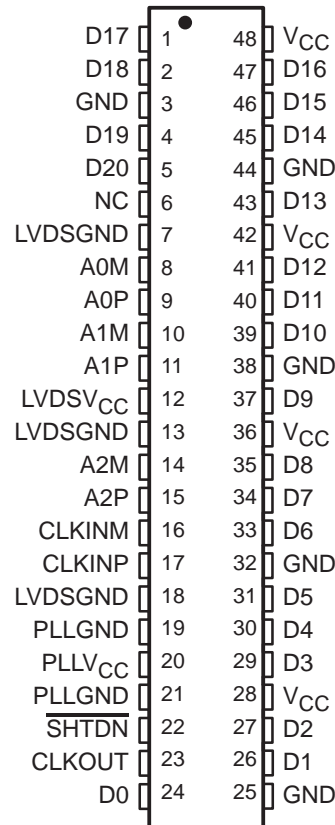 D17 1 48 VCC
D18 2 47 D16
GND 3 46 D15
D19 4 45 D14
D20 5 44 GND
NC 6 43 D13
LVDSGND 7 42 VCC
A0M 8 41 D12
A0P 9 40 D11
A1M 10 39 D10
A1P 11 38 GND
LVDSVCC 12 37 D9
LVDSGND 13 36 VCC
A2M 14 35 D8
A2P 15 34 D7
CLKINM 16 33 D6
CLKINP 17 32 GND
LVDSGND 18 31 D5
PLLGND 19 30 D4
PLLVCC 20 29 D3
PLLGND 21 28 VCC
SHTDN 22 27 D2
CLKOUT 23 26 D1
D0 24 25 GND